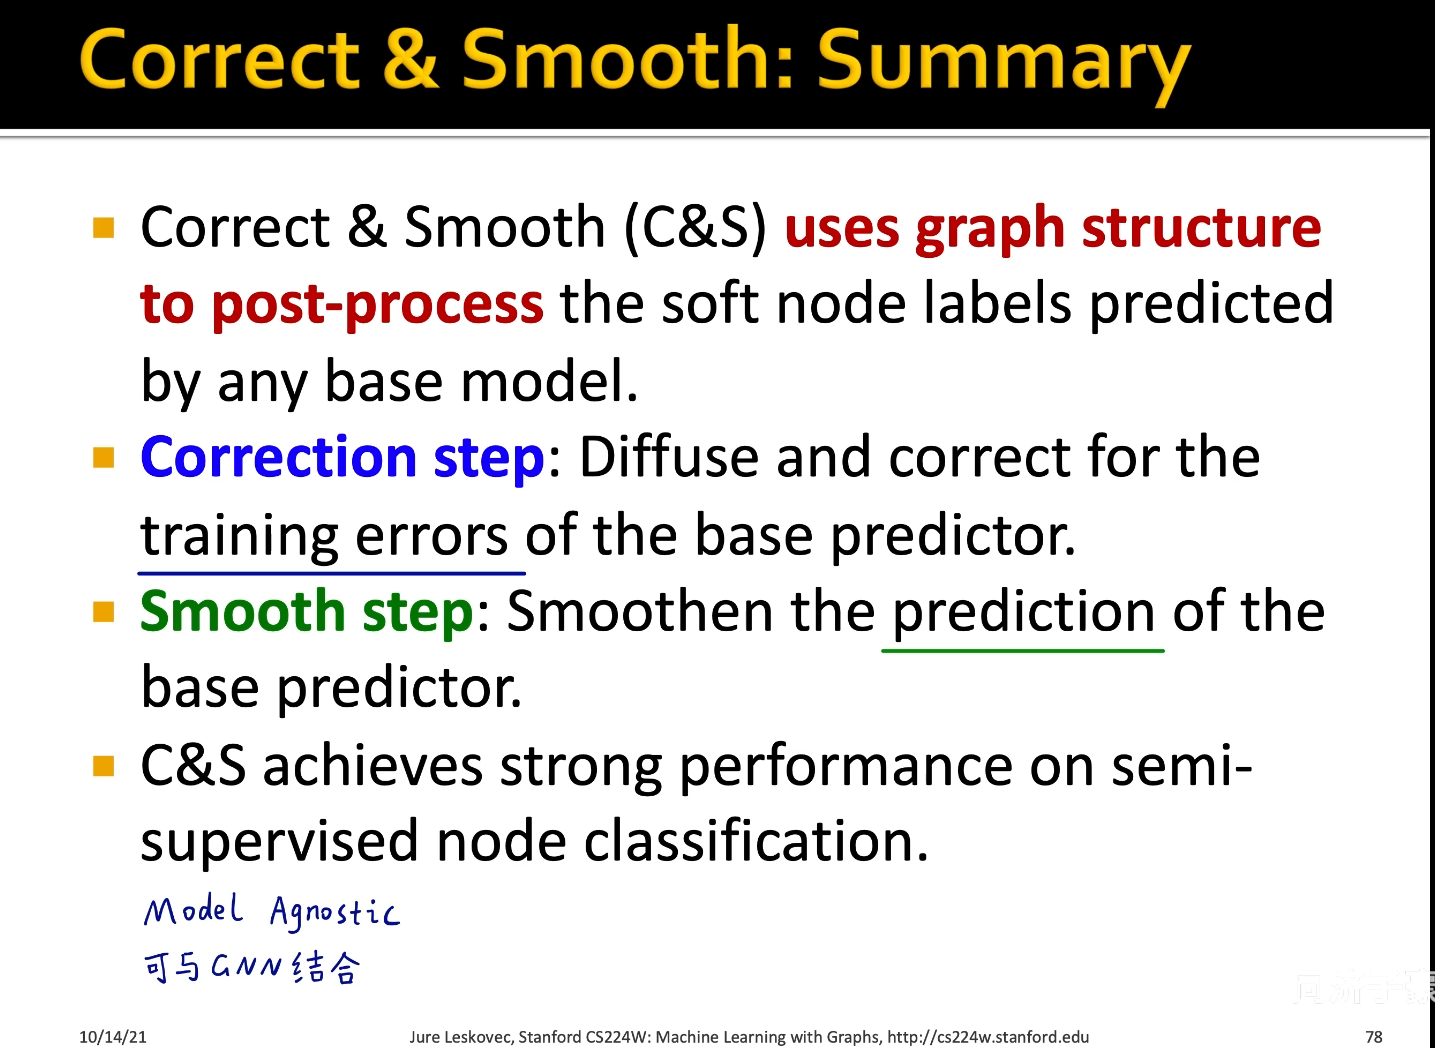 Correct & Smooth: Summary
Correct & Smooth (C&S) uses graph structure
to post-process the soft node labels predicted
by any base model.
Correction step: Diffuse and correct for the
training errors of the base predictor.
Smooth step: Smoothen the prediction of the
base predictor.
C&S achieves strong performance on semi-
supervised node classification.
Model Agnostic
可与GNN结合
10/14/21
Jure Leskovec, Stanford CS224W: Machine Learning with Graphs, http://cs224w.stanford.edu
78